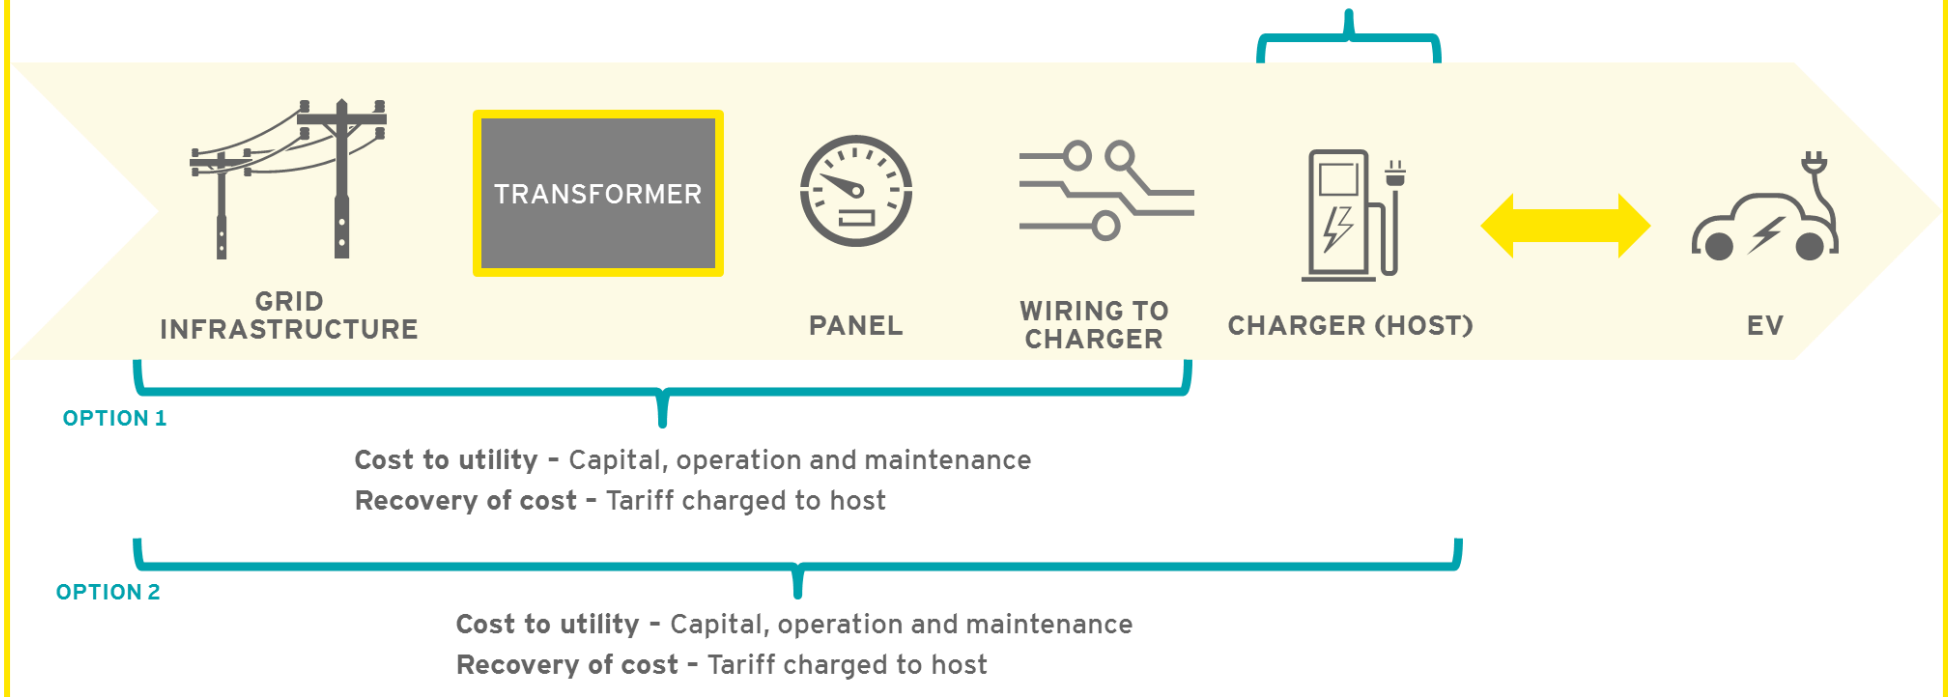 TRANSFORMER
GRID
INFRASTRUCTURE
PANEL
WIRING TO
CHARGER
CHARGER (HOST)
EV
OPTION 1
Cost to utility – Capital, operation and maintenance
Recovery of cost – Tariff charged to host
OPTION 2
Cost to utility – Capital, operation and maintenance
Recovery of cost – Tariff charged to host